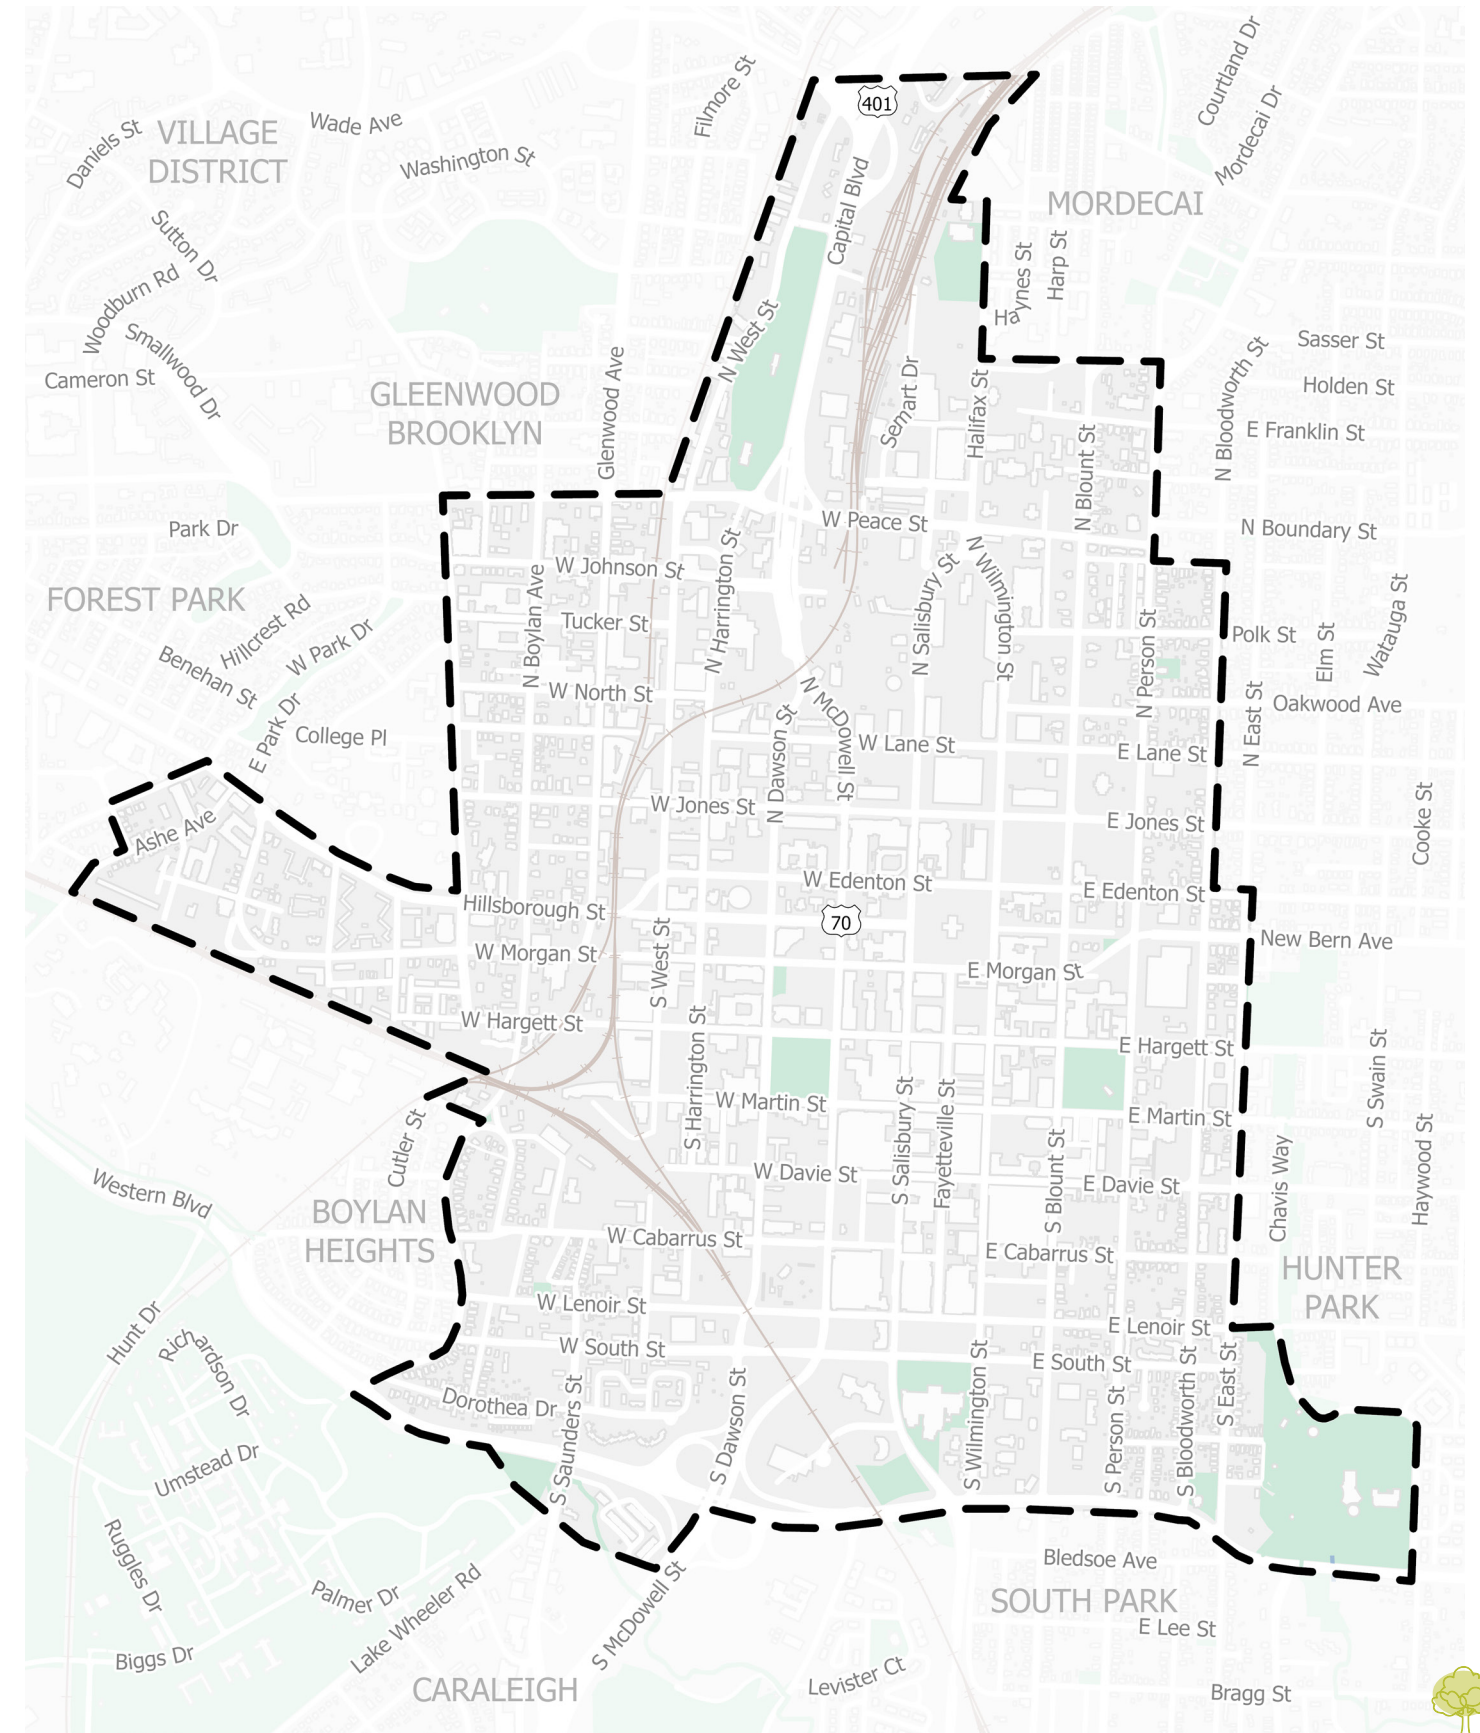 401
Filmore St
Courtland Dr
Mordecai Dr
Wade Ave
VILLAGE
DISTRICT
Daniels St
Washington St
Capital Blvd
MORDECAI
Sutton Dr
Haynes St
Harp St
Woodburn Rd
N West St
Smallwood Dr
Cameron St
Sasser St
Holden St
N Bloodworth St
GLEENWOOD
BROOKLYN
Glenwood Ave
Semart Dr
Halifax St
E Franklin St
N Blount St
Park Dr
W Peace St
N Boundary St
W Johnson St
N Harrington St
N Salisbury St
N Wilmington St
FOREST PARK
Hillcrest Rd
N Boylan Ave
Tucker St
N Person St
Polk St
Elm St
Watauga St
W Park Dr
Benehan St
W North St
N McDowell St
Oakwood Ave
E Park Dr
College Pl
N Dawson St
W Lane St
E Lane St
N East St
W Jones St
E Jones St
Cooke St
Ashe Ave
W Edenton St
E Edenton St
Hillsborough St
70
W Morgan St
S West St
New Bern Ave
E Morgan St
W Hargett St
S Harrington St
E Hargett St
S Swain St
W Martin St
S Salisbury St
Fayetteville St
E Martin St
Cutler St
S Blount St
Chavis Way
Haywood St
Western Blvd
W Davie St
E Davie St
BOYLAN
HEIGHTS
W Cabarrus St
E Cabarrus St
HUNTER
PARK
W Lenoir St
E Lenoir St
Hunt Dr
Richardson Dr
W South St
E South St
Dorothea Dr
S Saunders St
S Dawson St
S Wilmington St
S Person St
S Bloodworth St
S East St
Umstead Dr
Ruggles Dr
Bledsoe Ave
Palmer Dr
Lake Wheeler Rd
S McDowell St
SOUTH PARK
E Lee St
Biggs Dr
CARALEIGH
Levister Ct
Bragg St